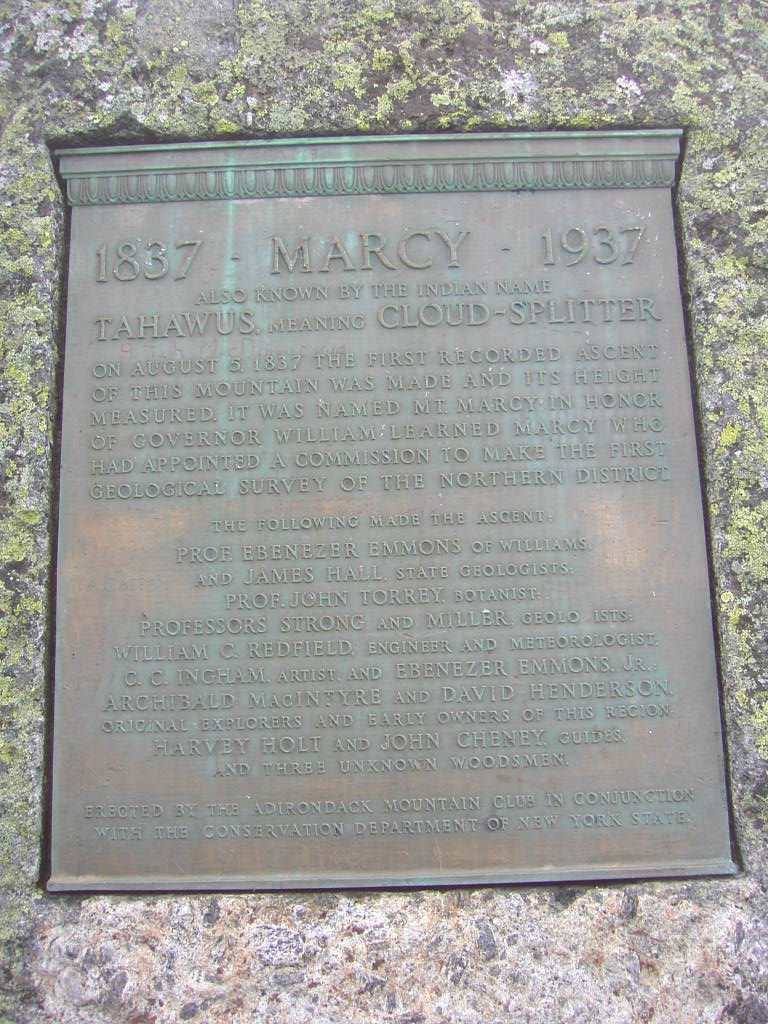 1837 · MARCY · 1937
ALSO KNOWN BY THE INDIAN NAME
TAHAWUS, MEANING CLOUD-SPLITTER
ON AUGUST 5, 1837 THE FIRST RECORDED ASCENT
OF THIS MOUNTAIN WAS MADE AND ITS HEIGHT
MEASURED. IT WAS NAMED MT. MARCY IN HONOR
OF GOVERNOR WILLIAM LEARNED MARCY WHO
HAD APPOINTED A COMMISSION TO MAKE THE FIRST
GEOLOGICAL SURVEY OF THE NORTHERN DISTRICT.
THE FOLLOWING MADE THE ASCENT:
PROF. EBENEZER EMMONS OF WILLIAMS,
AND JAMES HALL, STATE GEOLOGISTS;
PROF. JOHN TORREY, BOTANIST;
PROFESSORS STRONG AND MILLER, GEOLO ISTS;
WILLIAM C. REDFIELD, ENGINEER AND METEOROLOGIST;
C. C. INGHAM, ARTIST, AND EBENEZER EMMONS, JR.;
ARCHIBALD MACINTYRE AND DAVID HENDERSON,
ORIGINAL EXPLORERS AND EARLY OWNERS OF THIS REGION;
HARVEY HOLT AND JOHN CHENEY, GUIDES,
AND THREE UNKNOWN WOODSMEN.
ERECTED BY THE ADIRONDACK MOUNTAIN CLUB IN CONJUNCTION
WITH THE CONSERVATION DEPARTMENT OF NEW YORK STATE.